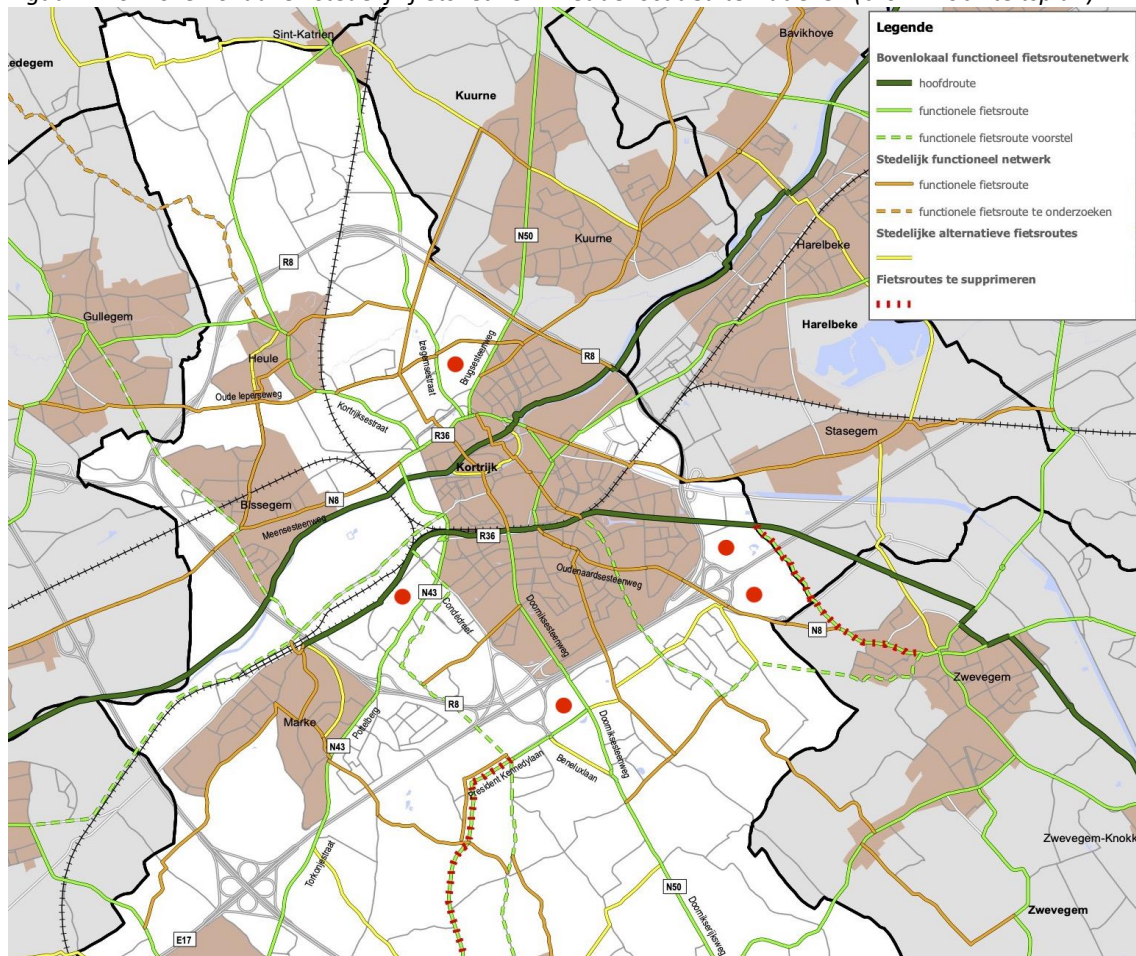 Sint-Katrien
Bavikhove
Kuurne
Legende
Bovenlokaal functioneel fietsroutenetwerk
hoofdroute
functionele fietsroute
functionele fietsroute voorstel
Stedelijk functioneel netwerk
functionele fietsroute
functionele fietsroute te onderzoeken
Stedelijke alternatieve fietsroutes
Fietsroutes te supprimeren
N50
Kuurne
Harelbeke
R8
Gullegem
Harelbeke
Heule
Izegemsestraat
Brugsesteenweg
R8
Oude Ieperseweg
Kortrijksestraat
R36
Stasegem
Kortrijk
Bissegem
N8
Meensesteenweg
R36
Oudenaardsesteenweg
N43
Condédreef
Doorniksesteenweg
N8
Zwevegem
R8
Marke
Pottelberg
N43
Doorniksesteenweg
Beneluxlaan
President Kennedylaan
Torkonjestraat
Zwevegem-Knokk
N50
Doornikserijksweg
Zwevegem
E17